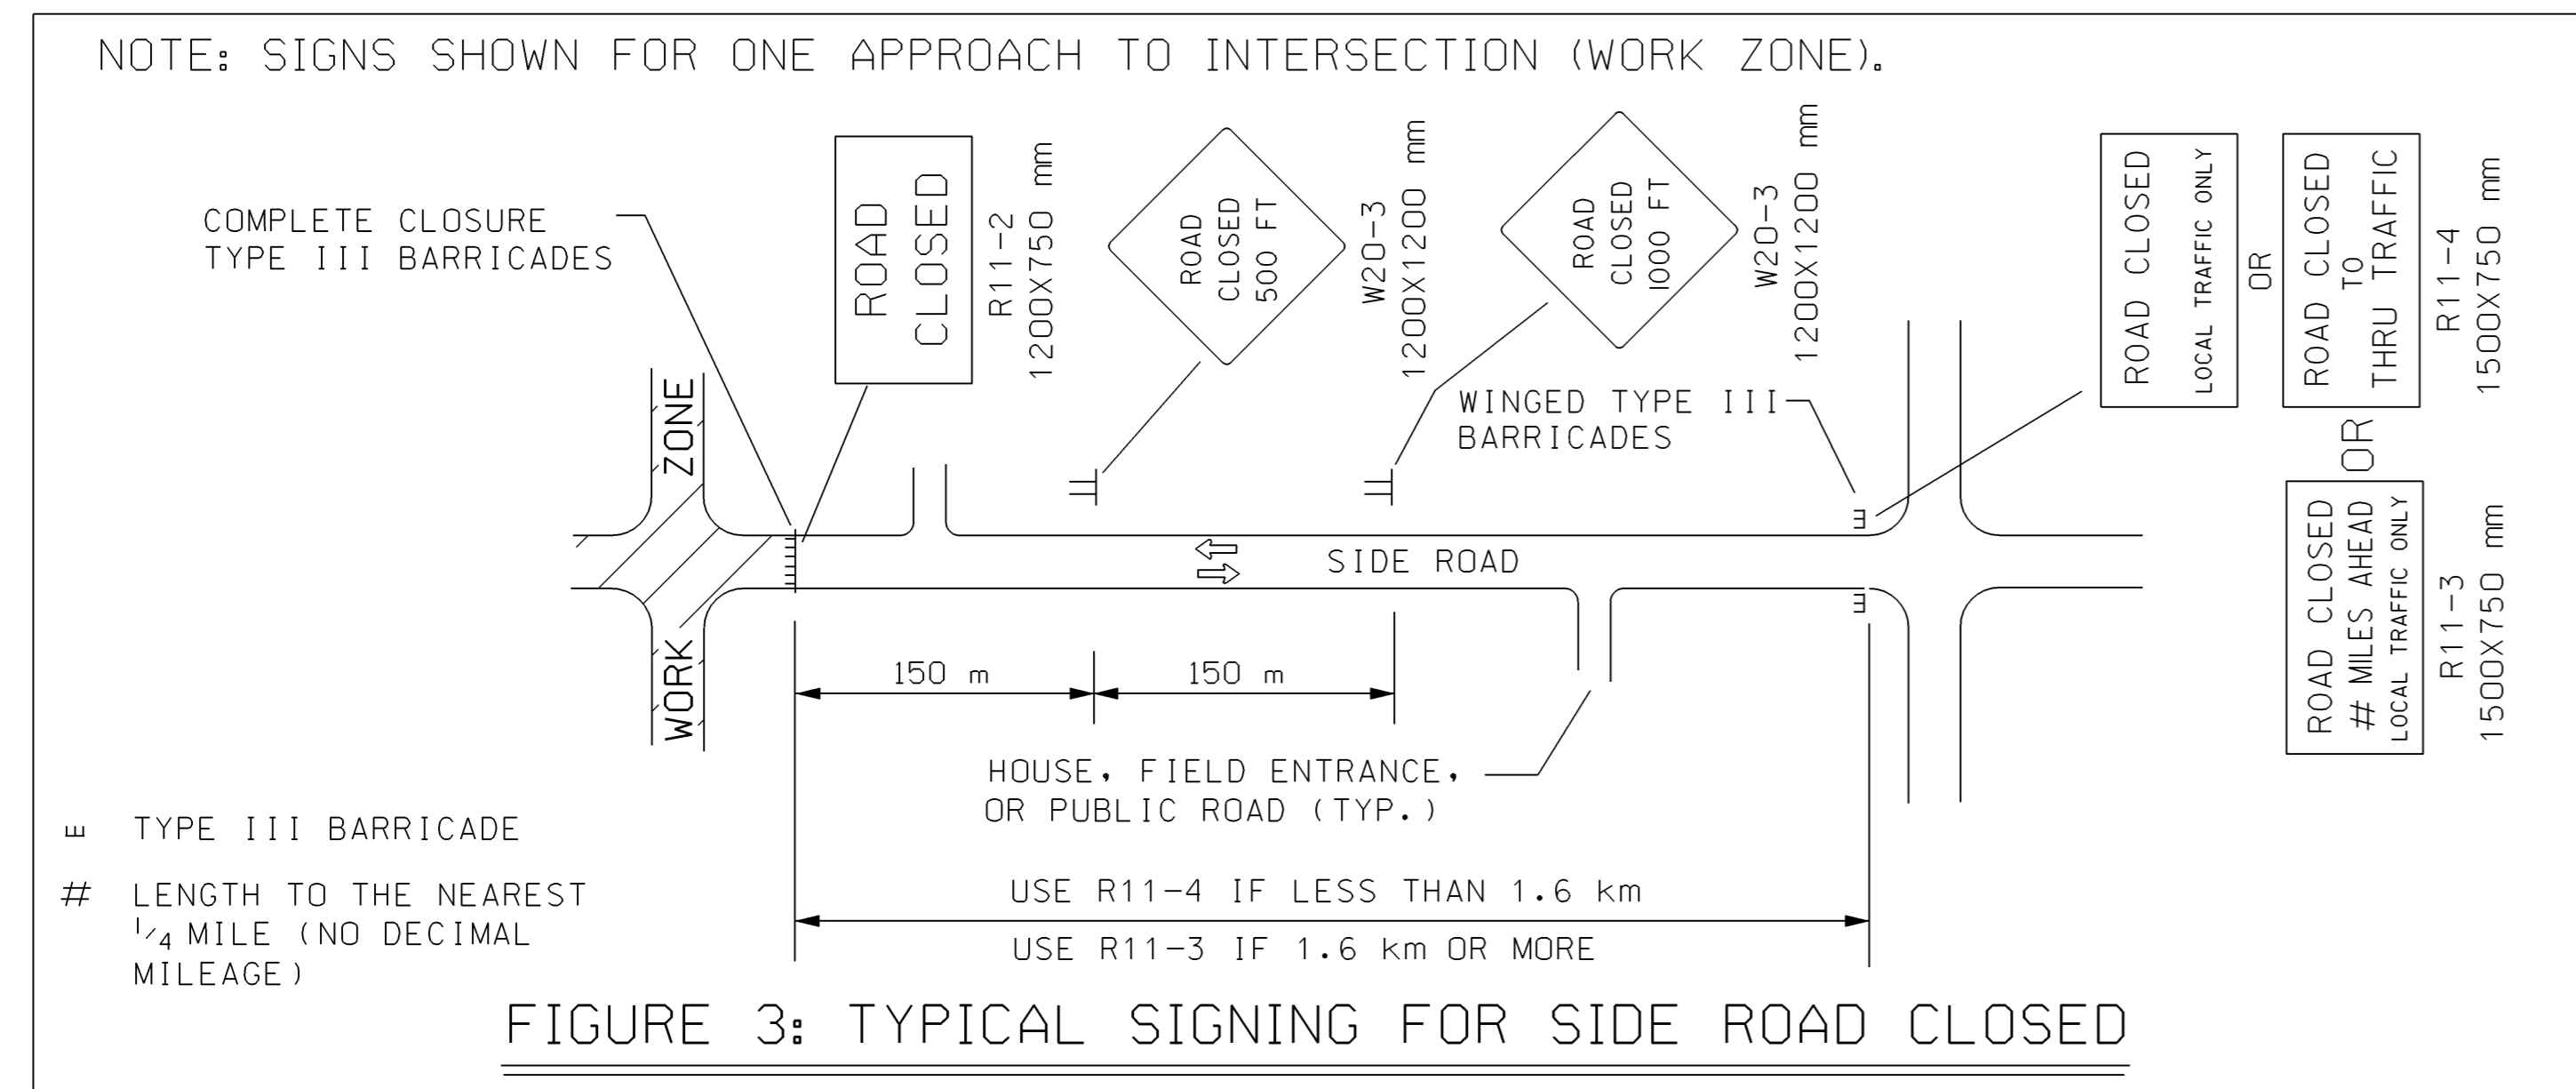 NOTE: SIGNS SHOWN FOR ONE APPROACH TO INTERSECTION (WORK ZONE).
COMPLETE CLOSURE
TYPE III BARRICADES
ROAD
CLOSED
R11-2
1200X750 mm
ROAD
CLOSED
500 FT
W20-3
1200X1200 mm
ROAD
CLOSED
1000 FT
W20-3
1200X1200 mm
WINGED TYPE III
BARRICADES
ROAD CLOSED
LOCAL TRAFFIC ONLY
OR
ROAD CLOSED
TO
THRU TRAFFIC
R11-4
1500X750 mm
OR
ROAD CLOSED
# MILES AHEAD
LOCAL TRAFFIC ONLY
R11-3
1500X750 mm
WORK ZONE
SIDE ROAD
150 m
150 m
HOUSE, FIELD ENTRANCE,
OR PUBLIC ROAD (TYP.)
E TYPE III BARRICADE
# LENGTH TO THE NEAREST
1/4 MILE (NO DECIMAL
MILEAGE)
USE R11-4 IF LESS THAN 1.6 km
USE R11-3 IF 1.6 km OR MORE
FIGURE 3: TYPICAL SIGNING FOR SIDE ROAD CLOSED